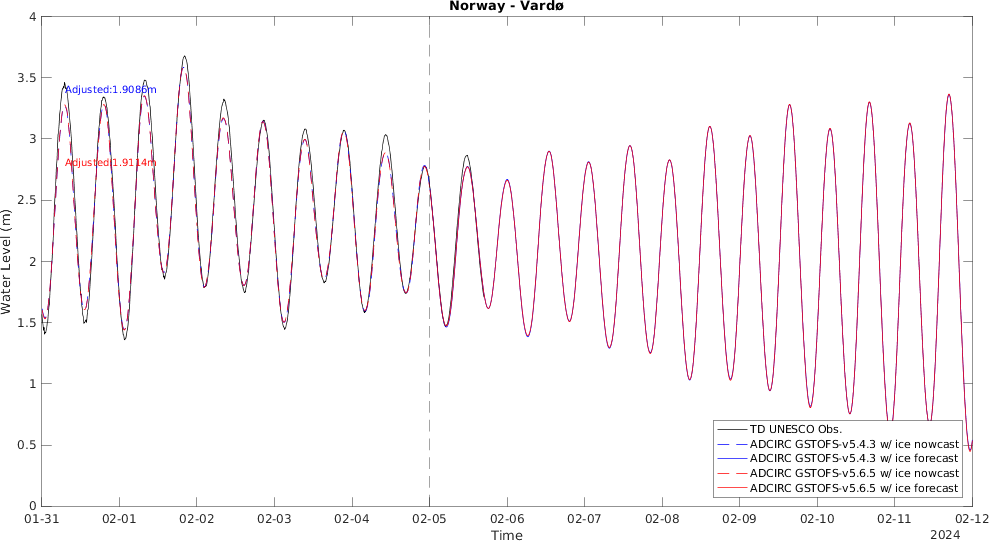 Norway - Vardø
4
3.5
3
2.5
2
1.5
1
0.5
0
Water Level (m)
Adjusted:1.9086m
Adjusted:1.9114m
TD UNESCO Obs.
ADCIRC GSTOFS-v5.4.3 w/ ice nowcast
ADCIRC GSTOFS-v5.4.3 w/ ice forecast
ADCIRC GSTOFS-v5.6.5 w/ ice nowcast
ADCIRC GSTOFS-v5.6.5 w/ ice forecast
01-31 02-01 02-02 02-03 02-04 02-05 02-06 02-07 02-08 02-09 02-10 02-11 02-12
Time
2024